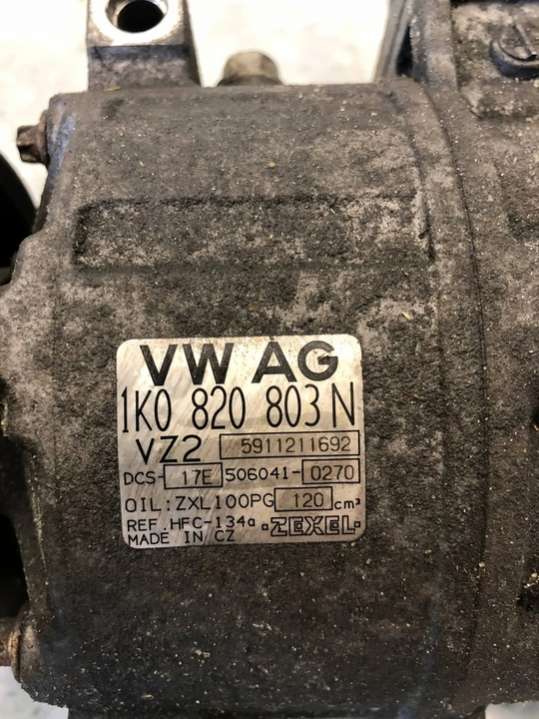 VW AG
1K0 820 803 N
VZ2 5911211692
DCS-17E 506041-0270
OIL:ZXL100PG 120 cm³
REF.HFC-134a ZEXEL
MADE IN CZ